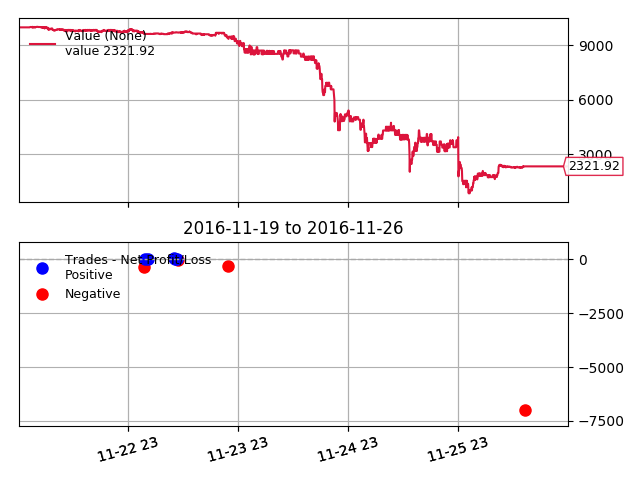 Value (None)
value 2321.92
9000
6000
3000
2321.92
2016-11-19 to 2016-11-26
Trades - Net Profit/Loss
Positive
Negative
0
−2500
−5000
−7500
11-22 23
11-23 23
11-24 23
11-25 23